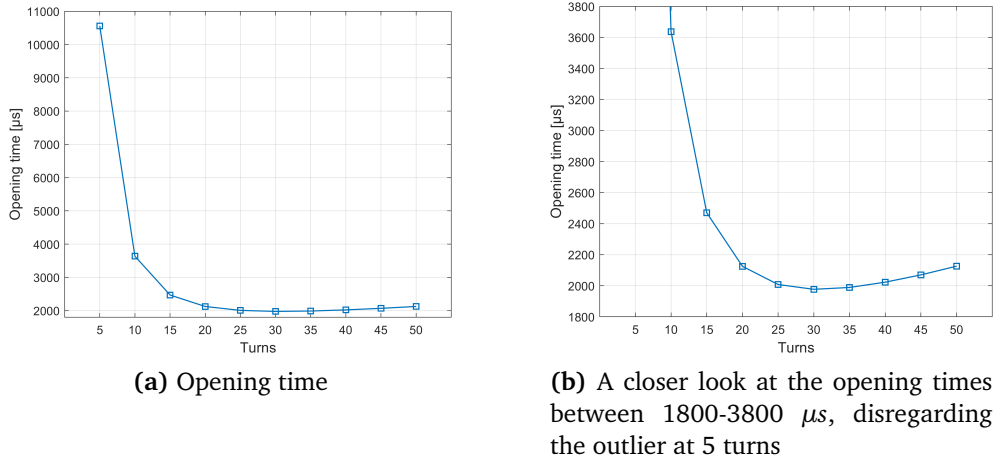 11000
10000
9000
8000
7000
6000
5000
4000
3000
2000
Opening time [µs]
5 10 15 20 25 30 35 40 45 50
Turns
(a) Opening time
3800
3600
3400
3200
3000
2800
2600
2400
2200
2000
1800
Opening time [µs]
5 10 15 20 25 30 35 40 45 50
Turns
(b) A closer look at the opening times
between 1800-3800 µs, disregarding
the outlier at 5 turns